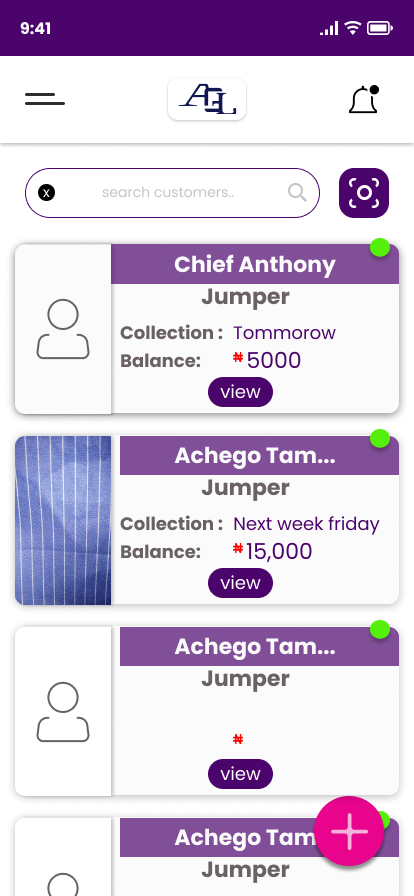 9:41
AGL
x
search customers..
Chief Anthony
Jumper
Collection : Tommorow
Balance: ₦5000
view
Achego Tam...
Jumper
Collection : Next week friday
Balance: ₦15,000
view
Achego Tam...
Jumper
₦
view
Achego Tam
Jumper